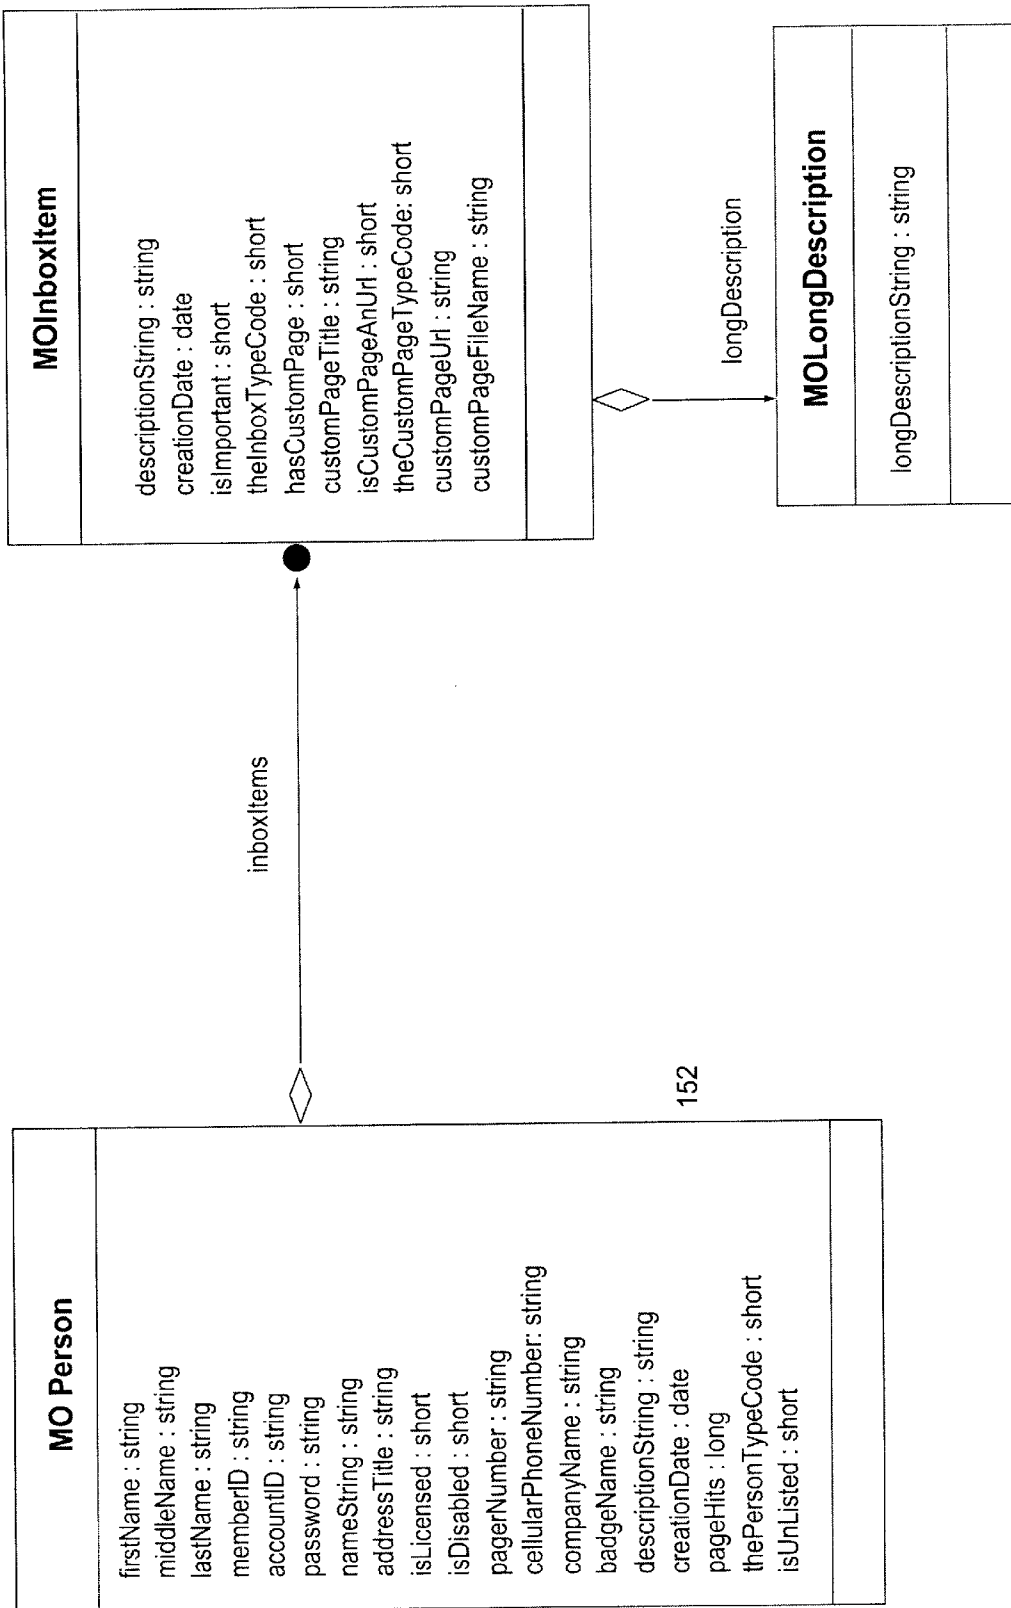 MO Person
firstName : string
middleName : string
lastName : string
memberID : string
accountID : string
password : string
nameString : string
addressTitle : string
isLicensed : short
isDisabled : short
pagerNumber : string
cellularPhoneNumber: string
companyName : string
badgeName : string
descriptionString : string
creationDate : date
pageHits : long
thePersonTypeCode : short
isUnListed : short
152
inboxItems
MOInboxItem
descriptionString : string
creationDate : date
isImportant : short
theInboxTypeCode : short
hasCustomPage : short
customPageTitle : string
isCustomPageAnUrl : short
theCustomPageTypeCode: short
customPageUrl : string
customPageFileName : string
longDescription
MOLongDescription
longDescriptionString : string